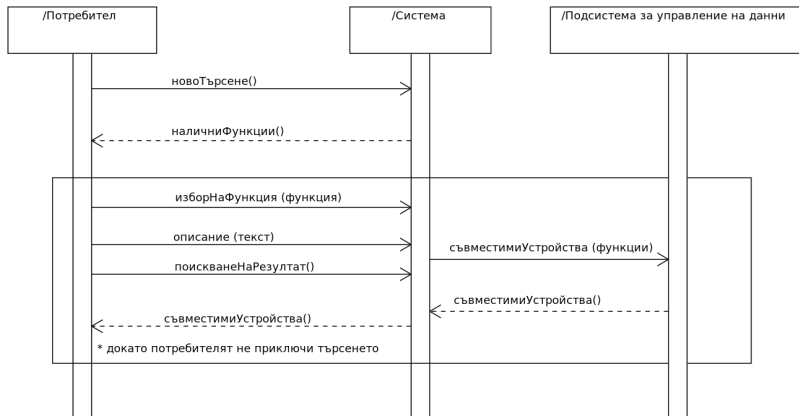 /Потребител
/Система
/Подсистема за управление на данни
новоТърсене()
наличниФункции()
изборНаФункция (функция)
описание (текст)
съвместимиУстройства (функции)
поискванеНаРезултат()
съвместимиУстройства()
съвместимиУстройства()
* докато потребителят не приключи търсенето